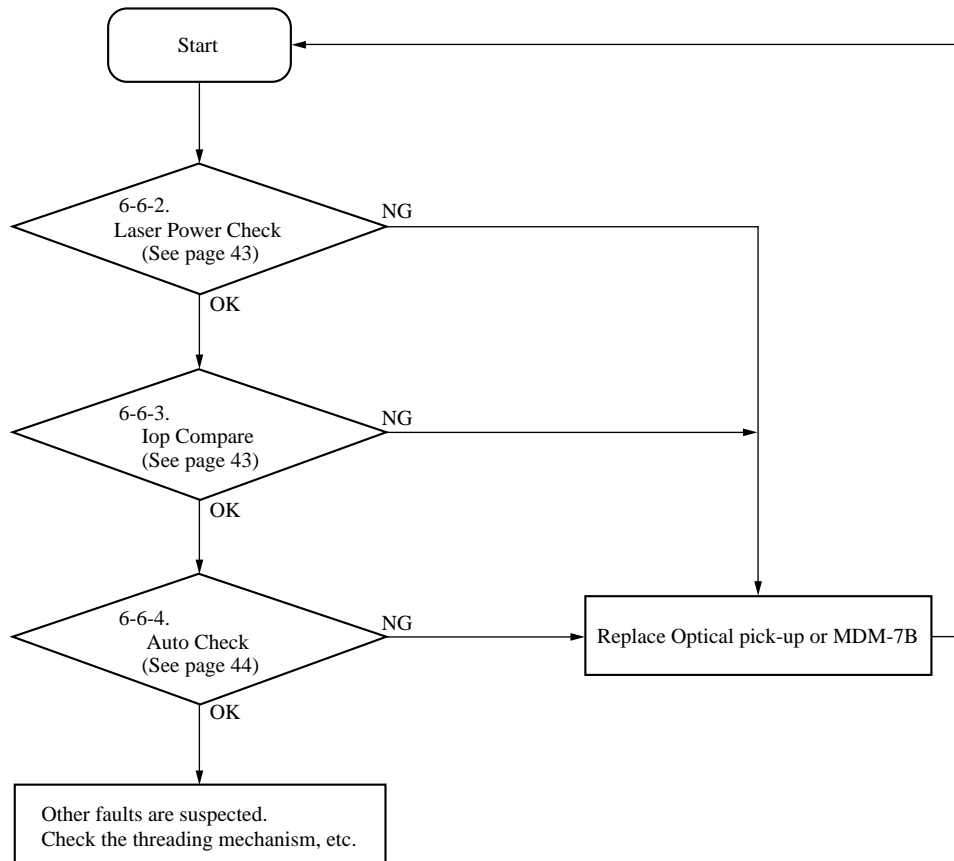 Start
6-6-2.
Laser Power Check
(See page 43)
NG
OK
6-6-3.
Iop Compare
(See page 43)
NG
OK
6-6-4.
Auto Check
(See page 44)
NG
Replace Optical pick-up or MDM-7B
OK
Other faults are suspected.
Check the threading mechanism, etc.